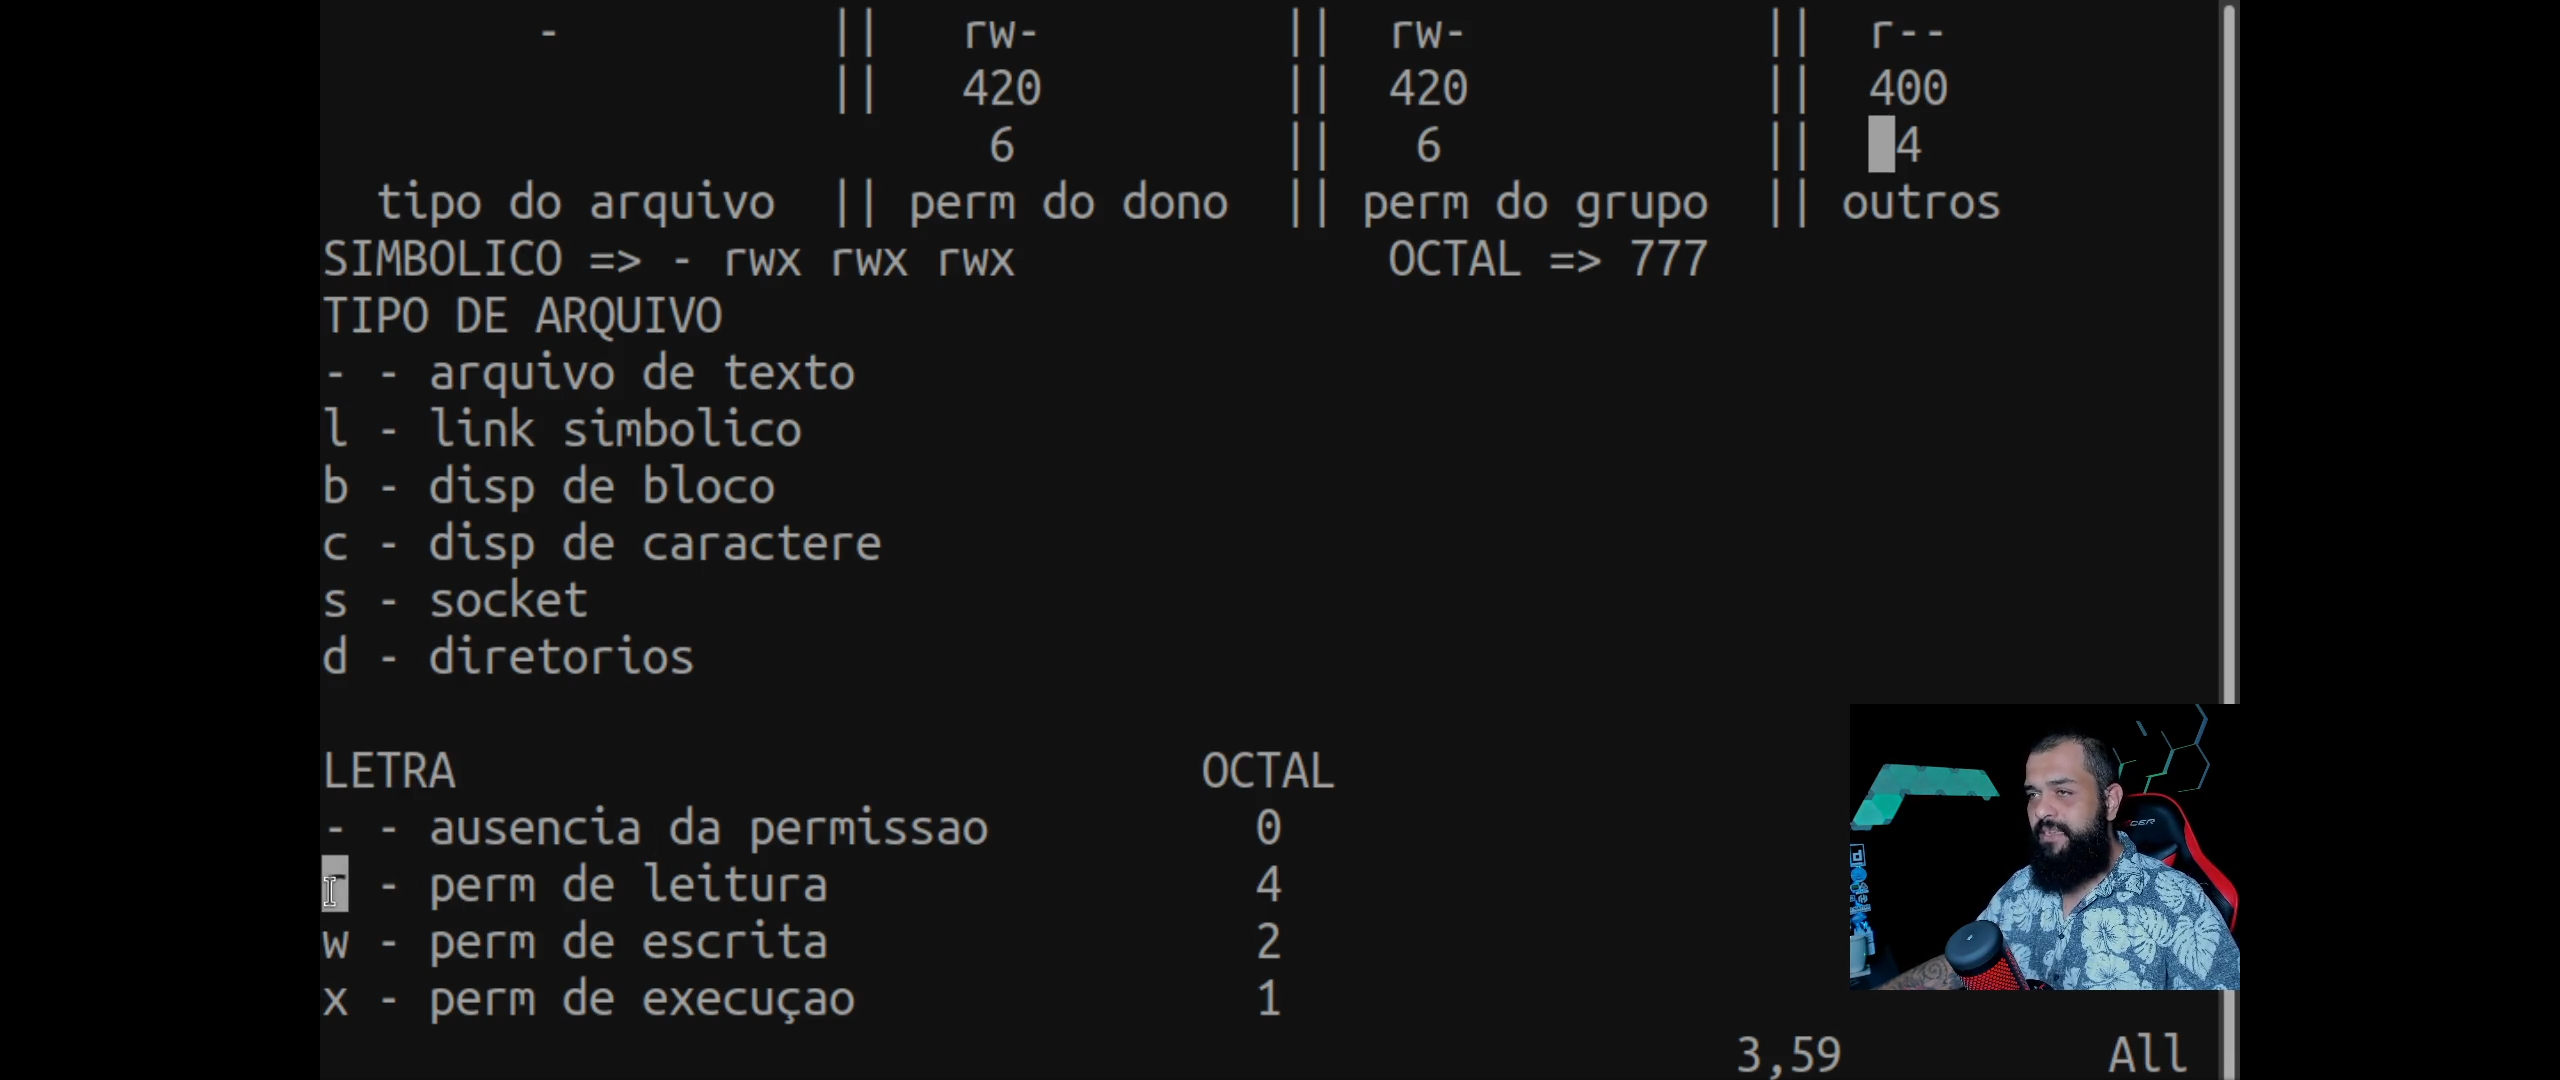 - || rw- || rw- || r--
|| 420 || 420 || 400
6 || 6 || 4
tipo do arquivo || perm do dono || perm do grupo || outros
SIMBOLICO => - rwx rwx rwx OCTAL => 777
TIPO DE ARQUIVO
- - arquivo de texto
l - link simbolico
b - disp de bloco
c - disp de caractere
s - socket
d - diretorios
LETRA OCTAL
- - ausencia da permissao 0
r - perm de leitura 4
w - perm de escrita 2
x - perm de execuçao 1
3,59 All